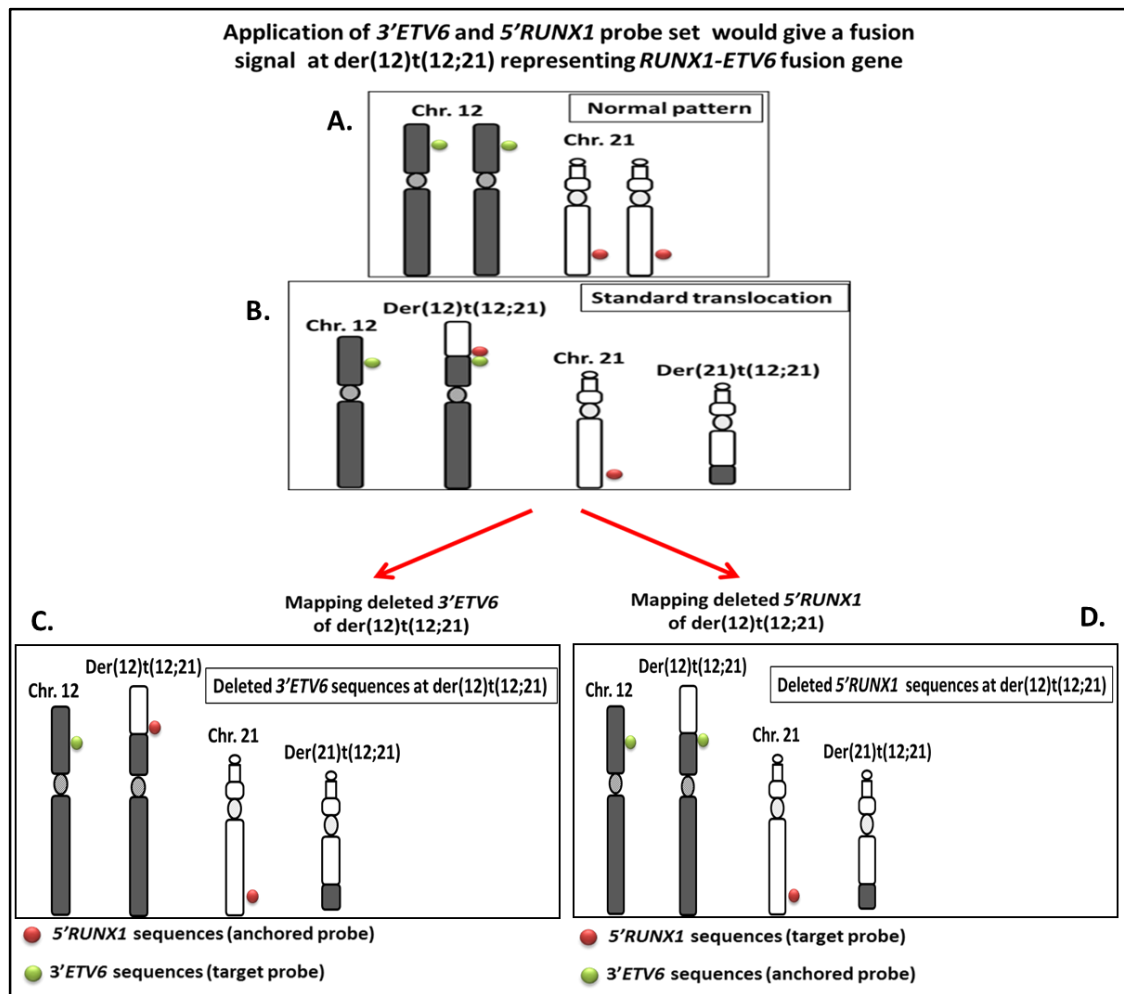 Application of 3'ETV6 and 5'RUNX1 probe set would give a fusion
signal at der(12)t(12;21) representing RUNX1-ETV6 fusion gene
A.
Normal pattern
Chr. 12
Chr. 21
B.
Standard translocation
Der(12)t(12;21)
Chr. 12
Chr. 21
Der(21)t(12;21)
Mapping deleted 3'ETV6
of der(12)t(12;21)
Mapping deleted 5'RUNX1
of der(12)t(12;21)
C.
Der(12)t(12;21)
Chr. 12
Deleted 3'ETV6 sequences at der(12)t(12;21)
Chr. 21
Der(21)t(12;21)
5'RUNX1 sequences (anchored probe)
3'ETV6 sequences (target probe)
D.
Der(12)t(12;21)
Chr. 12
Deleted 5'RUNX1 sequences at der(12)t(12;21)
Chr. 21
Der(21)t(12;21)
5'RUNX1 sequences (target probe)
3'ETV6 sequences (anchored probe)